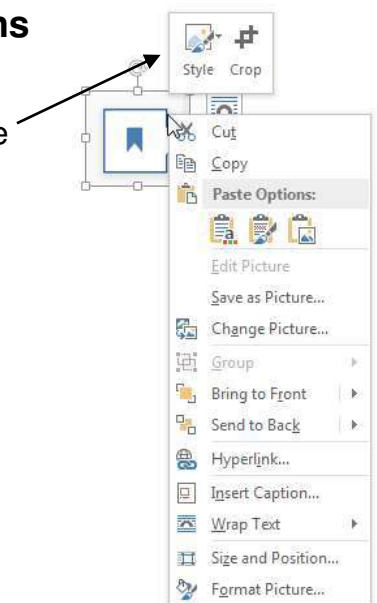 ns
Style Crop
e
Cut
Copy
Paste Options:
a
Edit Picture
Save as Picture...
Change Picture...
Group
Bring to Front
Send to Back
Hyperlink...
Insert Caption...
Wrap Text
Size and Position...
Format Picture...